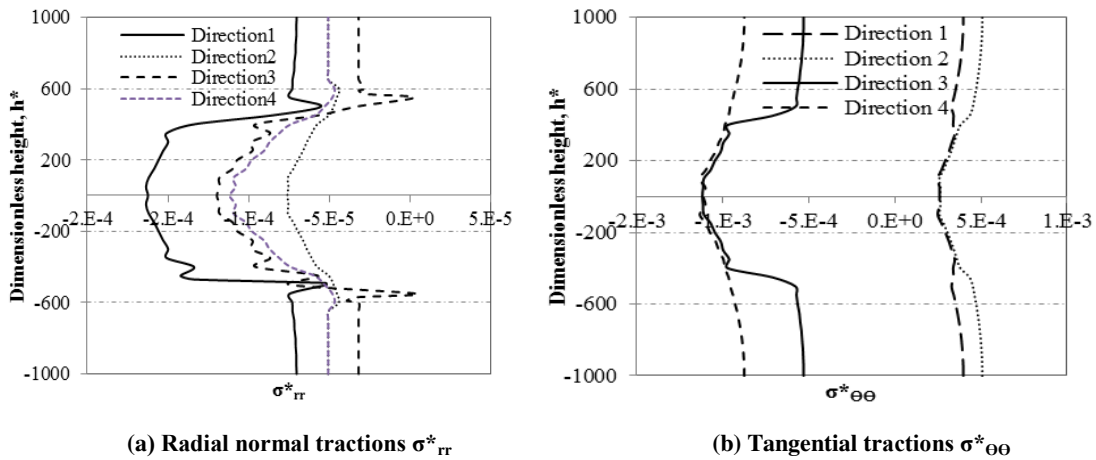 1000
600
200
-200
-600
-1000
Dimensionless height, h*
Direction1
Direction2
Direction3
Direction4
-2.E-4 -2.E-4 -1.E-4 -5.E-5 0.E+0 5.E-5
σ*rr
(a) Radial normal tractions σ*rr
1000
600
200
-200
-600
-1000
Dimensionless height, h*
Direction 1
Direction 2
Direction 3
Direction 4
-2.E-3 -1.E-3 -5.E-4 0.E+0 5.E-4 1.E-3
σ*ΘΘ
(b) Tangential tractions σ*ΘΘ